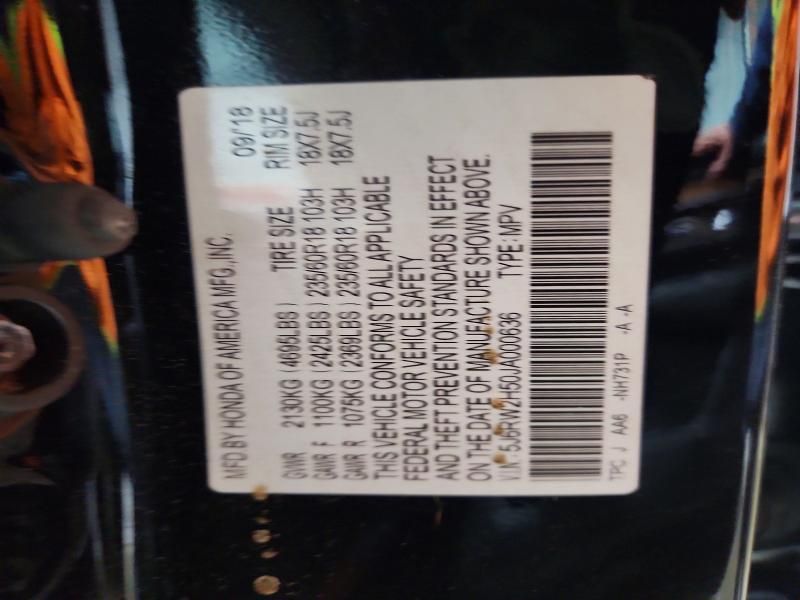 MFD BY HONDA OF AMERICA MFG., INC. 09/18
GVWR 2130KG (4695LBS) TIRE SIZE RIM SIZE
GAWR F 1100KG (2425LBS 235/60R18 103H 18X7.5J
GAWR R 1075KG (2369LBS 235/60R18 103H 18X7.5J
THIS VEHICLE CONFORMS TO ALL APPLICABLE
FEDERAL MOTOR VEHICLE SAFETY
AND THEFT PREVENTION STANDARDS IN EFFECT
ON THE DATE OF MANUFACTURE SHOWN ABOVE.
V.I.N. 5J6RW2H50JA000636 TYPE: MPV
TPC J AA6 -NH731P -A -A